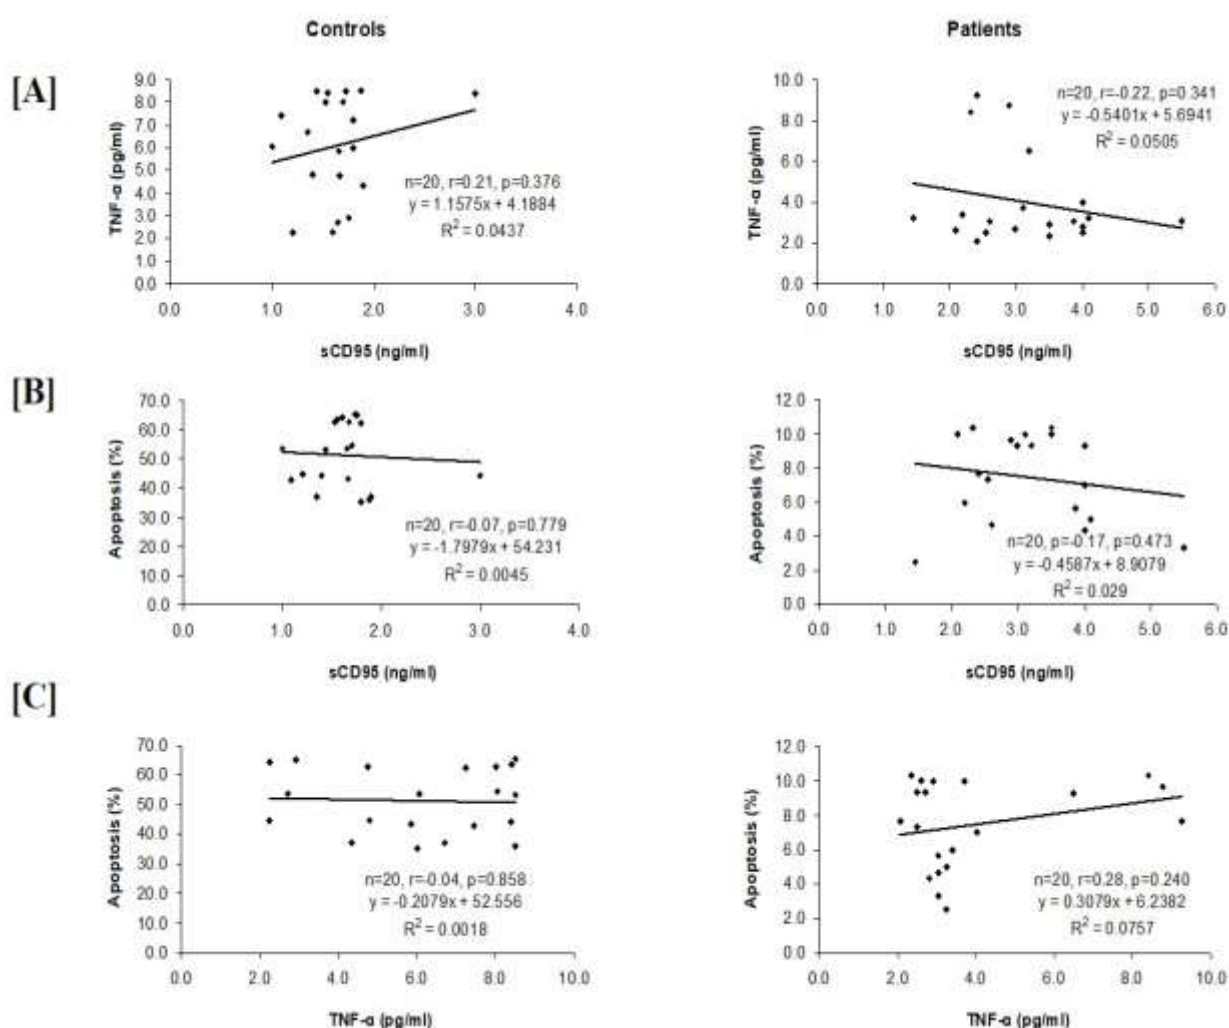 Controls
Patients
[A]
TNF-α (pg/ml)
9.0
8.0
7.0
6.0
5.0
4.0
3.0
2.0
1.0
0.0
n=20, r=0.21, p=0.376
y = 1.1575x + 4.1884
R² = 0.0437
0.0 1.0 2.0 3.0 4.0
sCD95 (ng/ml)
TNF-α (pg/ml)
10.0
8.0
6.0
4.0
2.0
0.0
n=20, r=-0.22, p=0.341
y = -0.5401x + 5.6941
R² = 0.0505
0.0 1.0 2.0 3.0 4.0 5.0 6.0
sCD95 (ng/ml)
[B]
Apoptosis (%)
70.0
60.0
50.0
40.0
30.0
20.0
10.0
0.0
n=20, r=-0.07, p=0.779
y = -1.7979x + 54.231
R² = 0.0045
0.0 1.0 2.0 3.0 4.0
sCD95 (ng/ml)
Apoptosis (%)
12.0
10.0
8.0
6.0
4.0
2.0
0.0
n=20, p=-0.17, p=0.473
y = -0.4587x + 8.9079
R² = 0.029
0.0 1.0 2.0 3.0 4.0 5.0 6.0
sCD95 (ng/ml)
[C]
Apoptosis (%)
70.0
60.0
50.0
40.0
30.0
20.0
10.0
0.0
n=20, r=-0.04, p=0.858
y = -0.2079x + 52.556
R² = 0.0018
0.0 2.0 4.0 6.0 8.0 10.0
TNF-α (pg/ml)
Apoptosis (%)
12.0
10.0
8.0
6.0
4.0
2.0
0.0
n=20, r=0.28, p=0.240
y = 0.3079x + 6.2382
R² = 0.0757
0.0 2.0 4.0 6.0 8.0 10.0
TNF-α (pg/ml)